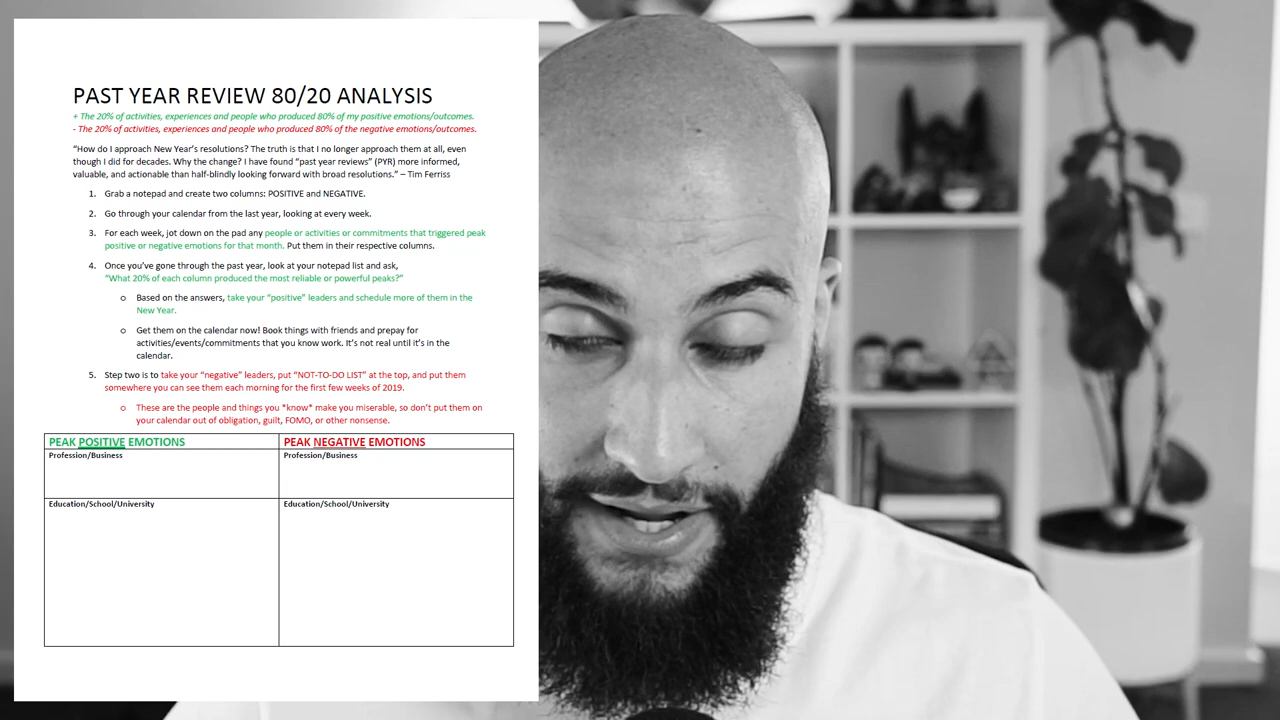 PAST YEAR REVIEW 80/20 ANALYSIS
+ The 20% of activities, experiences and people who produced 80% of my positive emotions/outcomes.
- The 20% of activities, experiences and people who produced 80% of the negative emotions/outcomes.
“How do I approach New Year’s resolutions? The truth is that I no longer approach them at all, even
though I did for decades. Why the change? I have found “past year reviews” (PYR) more informed,
valuable, and actionable than half-blindly looking forward with broad resolutions.” – Tim Ferriss
1. Grab a notepad and create two columns: POSITIVE and NEGATIVE.
2. Go through your calendar from the last year, looking at every week.
3. For each week, jot down on the pad any people or activities or commitments that triggered peak
positive or negative emotions for that month. Put them in their respective columns.
4. Once you’ve gone through the past year, look at your notepad list and ask,
“What 20% of each column produced the most reliable or powerful peaks?”
o Based on the answers, take your “positive” leaders and schedule more of them in the
New Year.
o Get them on the calendar now! Book things with friends and prepay for
activities/events/commitments that you know work. It’s not real until it’s in the
calendar.
5. Step two is to take your “negative” leaders, put “NOT-TO-DO LIST” at the top, and put them
somewhere you can see them each morning for the first few weeks of 2019.
o These are the people and things you *know* make you miserable, so don’t put them on
your calendar out of obligation, guilt, FOMO, or other nonsense.
PEAK POSITIVE EMOTIONS
PEAK NEGATIVE EMOTIONS
Profession/Business
Profession/Business
Education/School/University
Education/School/University